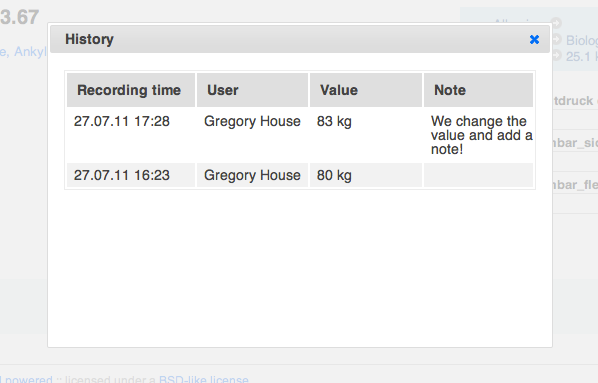 3.67
History
e, Ankyl
Biolog
25.1 k
Recording time User Value Note
tdruck
27.07.11 17:28 Gregory House 83 kg We change the
value and add a
note!
nbar_sid
27.07.11 16:23 Gregory House 80 kg
nbar_fle
powered :: licensed under a BSD-like license